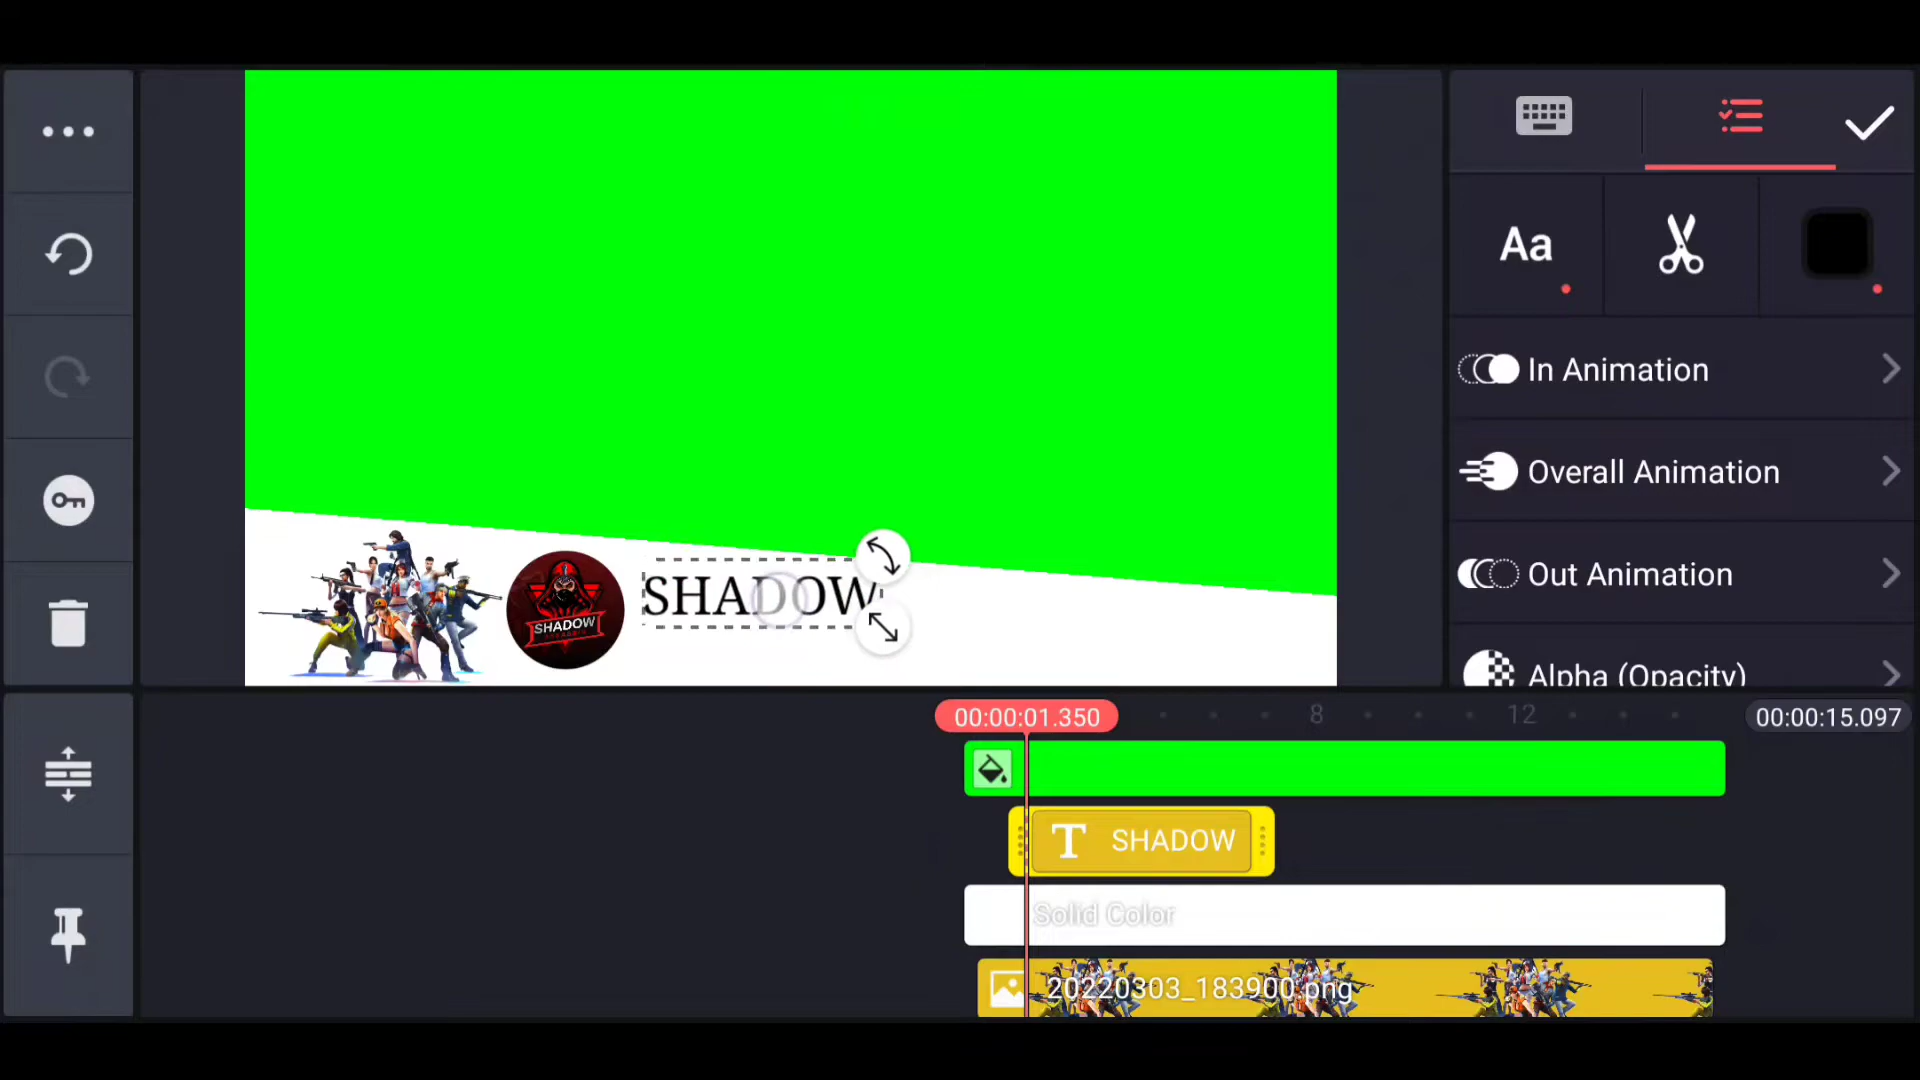 Aa
In Animation
Overall Animation
Out Animation
Alpha (Opacity)
SHADOW
SHADOW
00:00:01.350
8
12
00:00:15.097
T SHADOW
Solid Color
20220303_183900.png